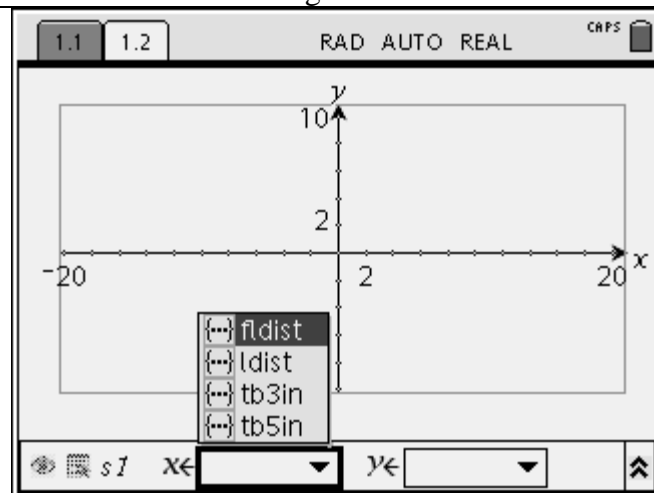 1.1 1.2 RAD AUTO REAL CAPS
y
10
2
-20 2 20 x
fldist
ldist
tb3in
tb5in
s1 x← y←